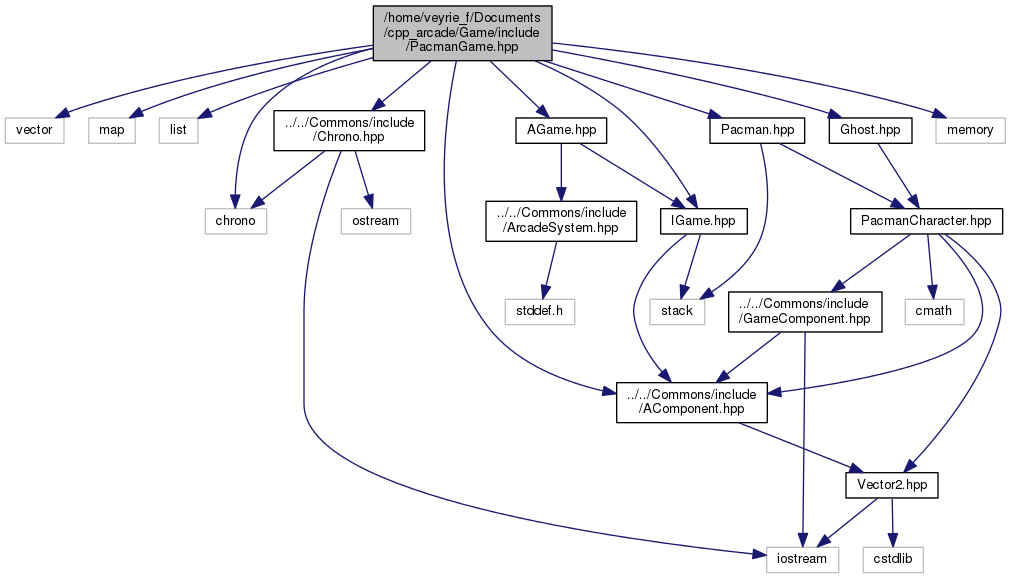 /home/veyrie_f/Documents
/cpp_arcade/Game/include
/PacmanGame.hpp
vector
map
list
../../Commons/include
/Chrono.hpp
AGame.hpp
Pacman.hpp
Ghost.hpp
memory
chrono
ostream
../../Commons/include
/ArcadeSystem.hpp
IGame.hpp
PacmanCharacter.hpp
stddef.h
stack
../../Commons/include
/GameComponent.hpp
cmath
../../Commons/include
/AComponent.hpp
Vector2.hpp
iostream
cstdlib